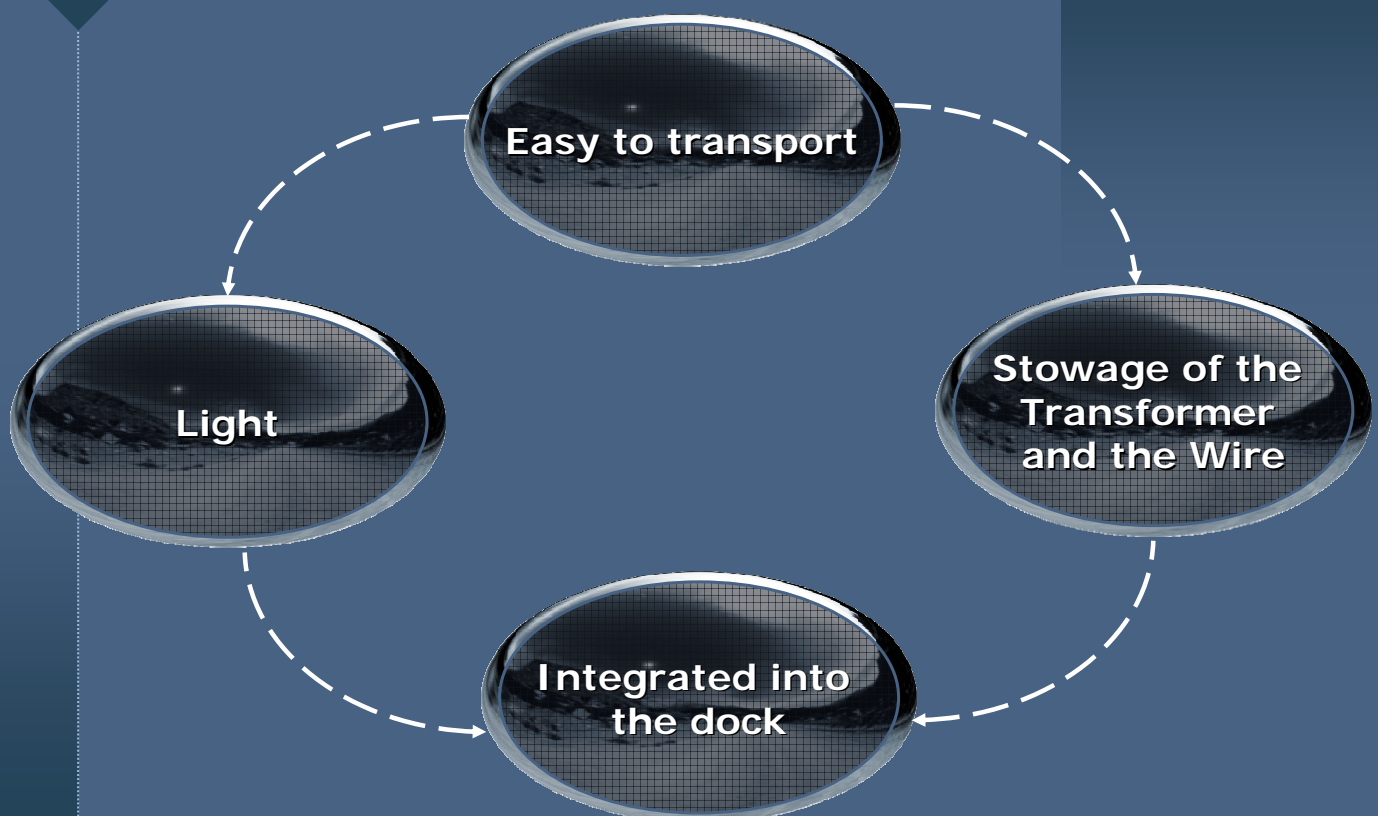 Easy to transport
Light
Stowage of the
Transformer
and the Wire
Integrated into
the dock